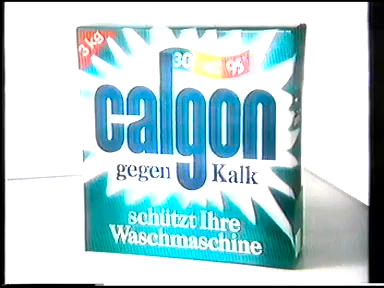 3 kg
30 95
calgon
gegen Kalk
schützt Ihre
Waschmaschine